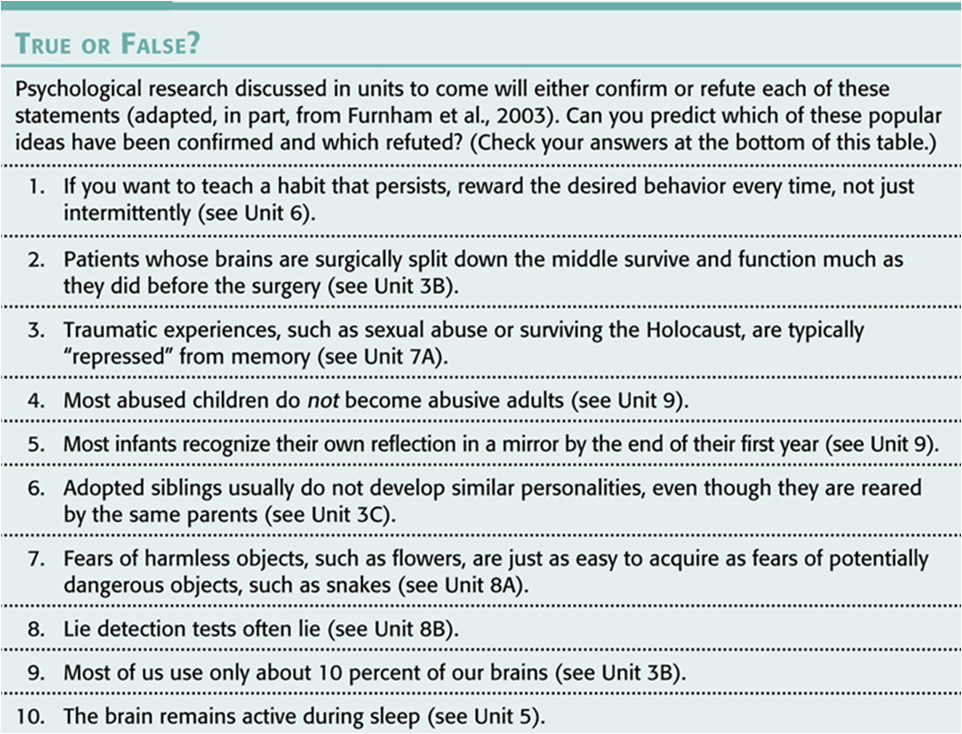 TRUE OR FALSE?
Psychological research discussed in units to come will either confirm or refute each of these
statements (adapted, in part, from Furnham et al., 2003). Can you predict which of these popular
ideas have been confirmed and which refuted? (Check your answers at the bottom of this table.)
1. If you want to teach a habit that persists, reward the desired behavior every time, not just
intermittently (see Unit 6).
2. Patients whose brains are surgically split down the middle survive and function much as
they did before the surgery (see Unit 3B).
3. Traumatic experiences, such as sexual abuse or surviving the Holocaust, are typically
“repressed” from memory (see Unit 7A).
4. Most abused children do not become abusive adults (see Unit 9).
5. Most infants recognize their own reflection in a mirror by the end of their first year (see Unit 9).
6. Adopted siblings usually do not develop similar personalities, even though they are reared
by the same parents (see Unit 3C).
7. Fears of harmless objects, such as flowers, are just as easy to acquire as fears of potentially
dangerous objects, such as snakes (see Unit 8A).
8. Lie detection tests often lie (see Unit 8B).
9. Most of us use only about 10 percent of our brains (see Unit 3B).
10. The brain remains active during sleep (see Unit 5).